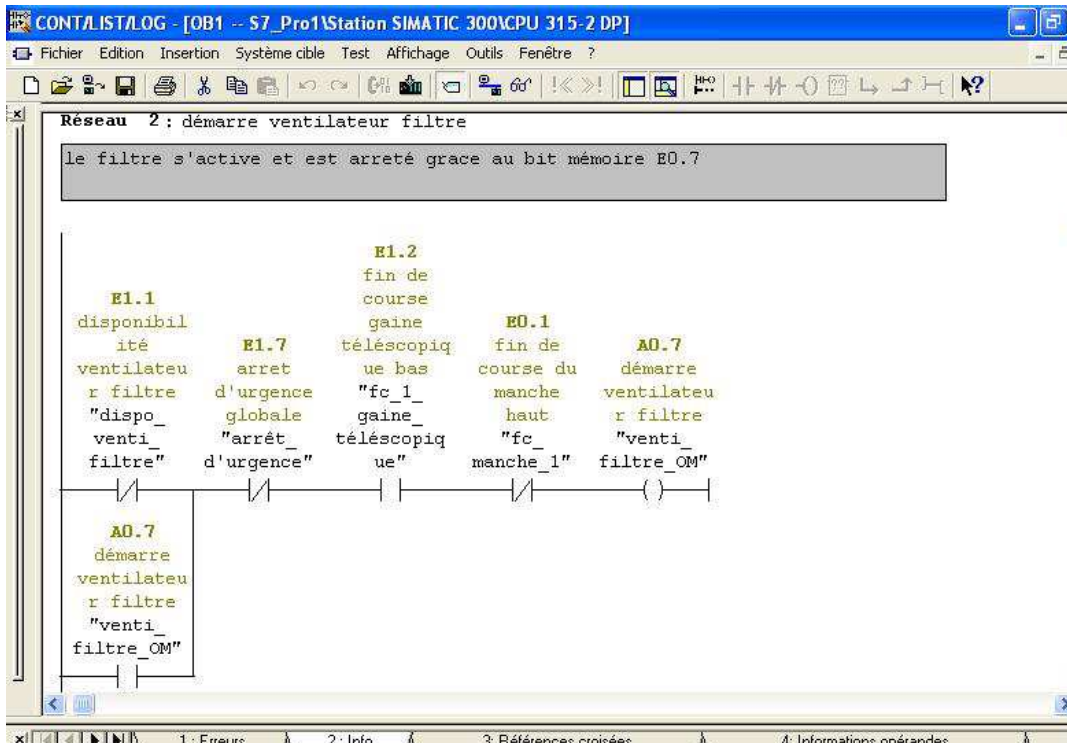 CONT/LIST/LOG - [OB1 -- S7_Pro1\Station SIMATIC 300\CPU 315-2 DP]
Fichier Edition Insertion Système cible Test Affichage Outils Fenêtre ?
Réseau 2 : démarre ventilateur filtre
le filtre s'active et est arreté grace au bit mémoire E0.7
E1.1
disponibil
ité
ventilateu
r filtre
"dispo_
venti_
filtre"
E1.7
arret
d'urgence
globale
"arrêt_
d'urgence"
E1.2
fin de
course
gaine
téléscopiq
ue bas
"fc_1_
gaine_
téléscopiq
ue"
E0.1
fin de
course du
manche
haut
"fc_
manche_1"
A0.7
démarre
ventilateu
r filtre
"venti_
filtre_OM"
A0.7
démarre
ventilateu
r filtre
"venti_
filtre_OM"
1 : Erreurs 2 : Info 3: Références croisées 4: Informations opérandes